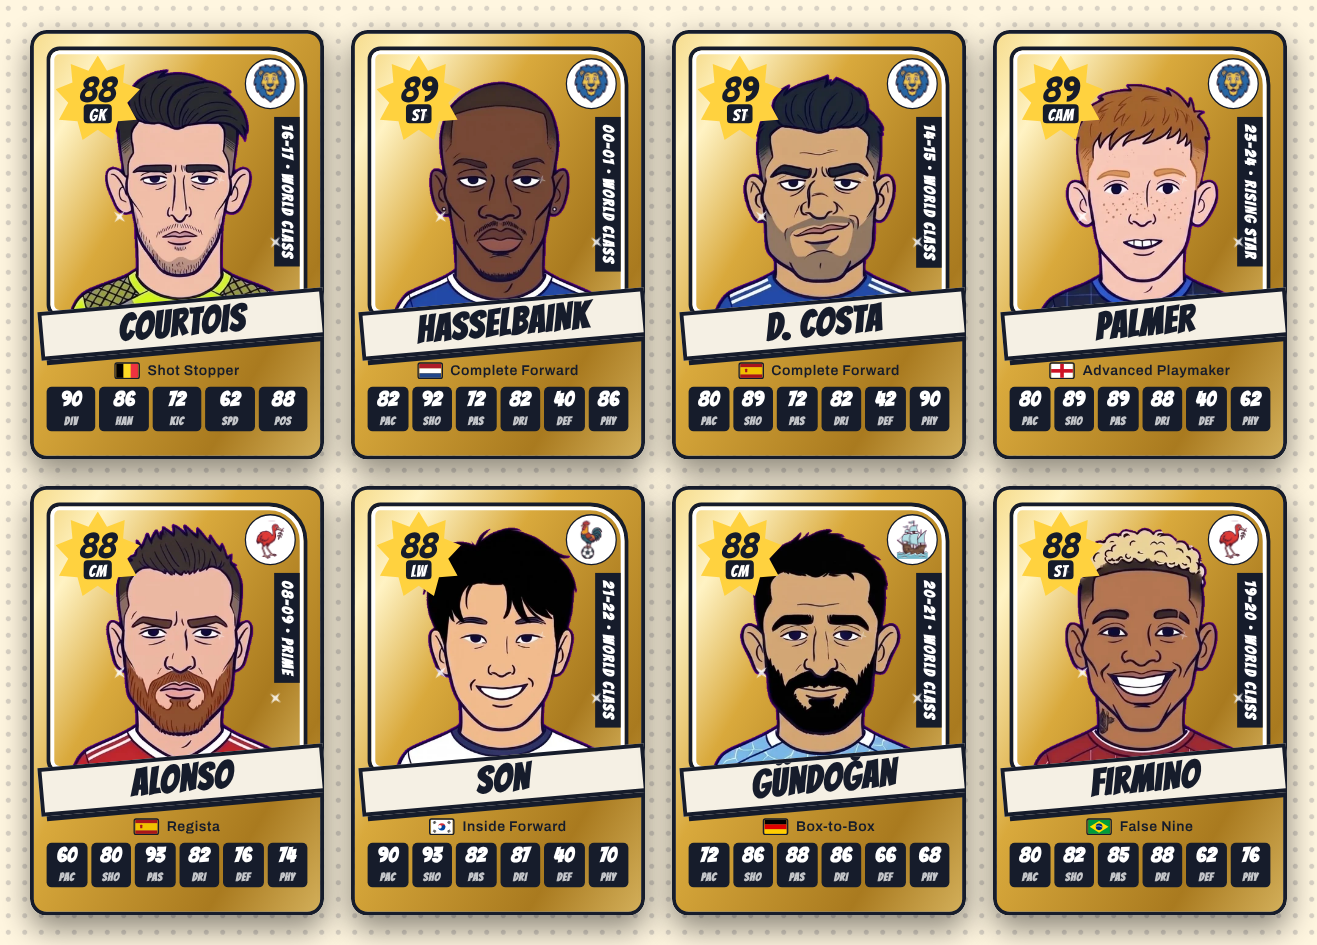 88
GK
16-17 • WORLD CLASS
COURTOIS
Shot Stopper
90 86 72 62 88
DIV HAN KIC SPD POS
89
ST
00-01 • WORLD CLASS
HASSELBAINK
Complete Forward
82 92 72 82 40 86
PAC SHO PAS DRI DEF PHY
89
ST
14-15 • WORLD CLASS
D. COSTA
Complete Forward
80 89 72 82 42 90
PAC SHO PAS DRI DEF PHY
89
CAM
23-24 • RISING STAR
PALMER
Advanced Playmaker
80 89 89 88 40 62
PAC SHO PAS DRI DEF PHY
88
CM
08-09 • PRIME
ALONSO
Regista
60 80 93 82 76 74
PAC SHO PAS DRI DEF PHY
88
LW
21-22 • WORLD CLASS
SON
Inside Forward
90 93 82 87 40 70
PAC SHO PAS DRI DEF PHY
88
CM
20-21 • WORLD CLASS
GÜNDOĞAN
Box-to-Box
72 86 88 86 66 68
PAC SHO PAS DRI DEF PHY
88
ST
19-20 • WORLD CLASS
FIRMINO
False Nine
80 82 85 88 62 76
PAC SHO PAS DRI DEF PHY